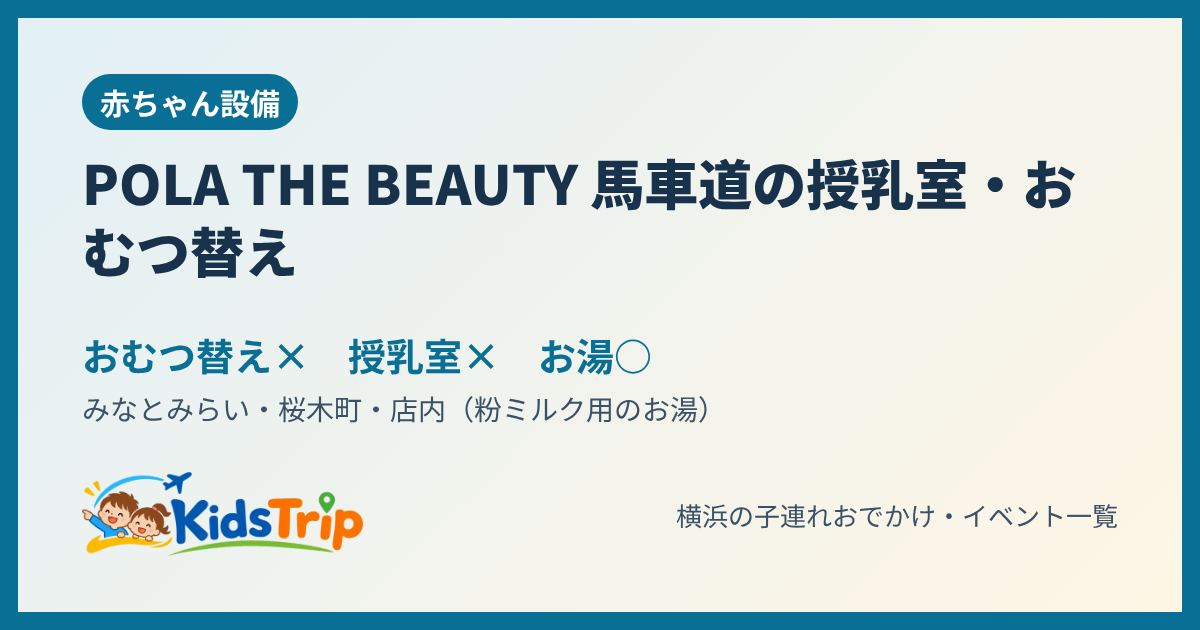 赤ちゃん設備
POLA THE BEAUTY 馬車道の授乳室・お
むつ替え
おむつ替え×　授乳室×　お湯○
みなとみらい・桜木町・店内（粉ミルク用のお湯）
KidsTrip
横浜の子連れおでかけ・イベント一覧